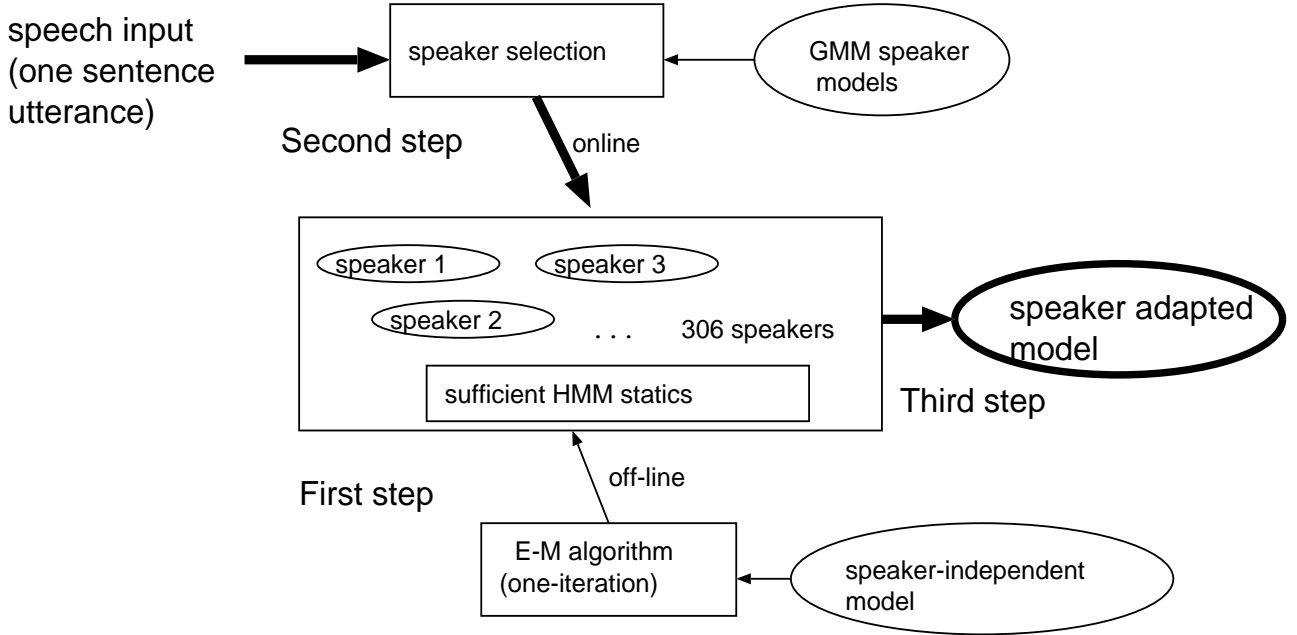 speech input
(one sentence
utterance)
speaker selection
GMM speaker
models
Second step
online
speaker 1
speaker 3
speaker 2
. . .
306 speakers
sufficient HMM statics
speaker adapted
model
Third step
First step
off-line
E-M algorithm
(one-iteration)
speaker-independent
model